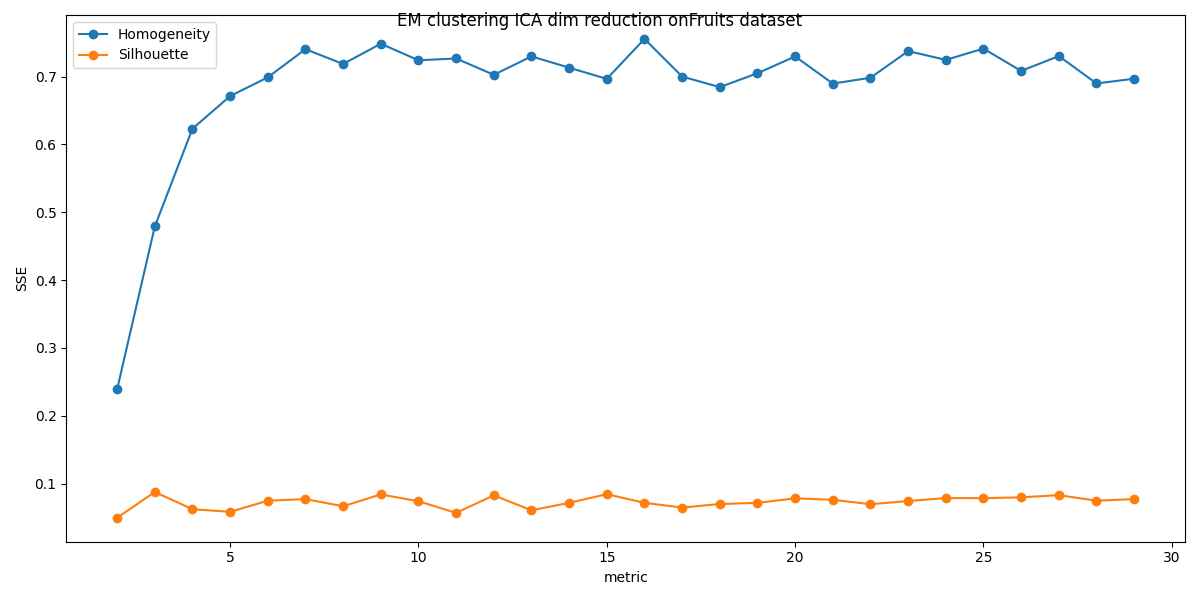 EM clustering ICA dim reduction onFruits dataset
Homogeneity
Silhouette
0.7
0.6
0.5
0.4
0.3
0.2
0.1
SSE
5
10
15
20
25
30
metric